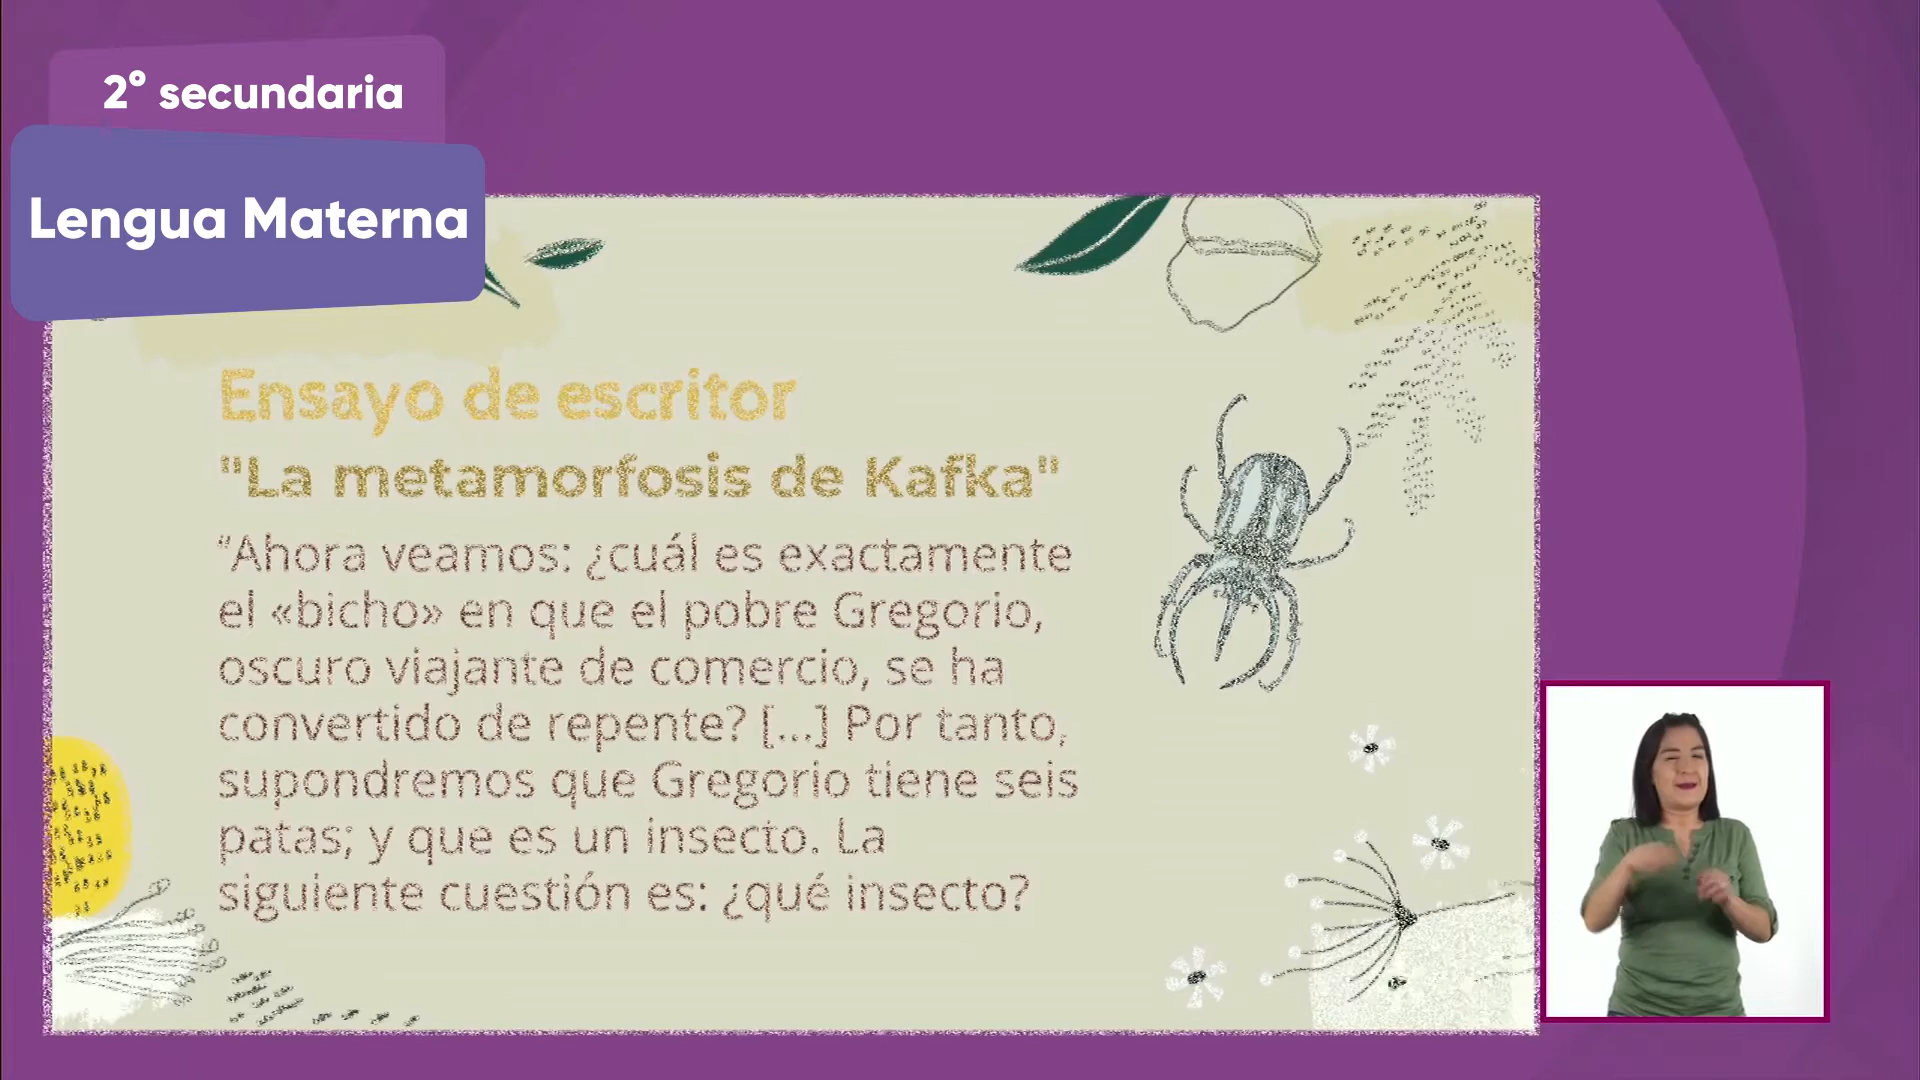 2° secundaria
Lengua Materna
Ensayo de escritor
"La metamorfosis de Kafka"
“Ahora veamos: ¿cuál es exactamente
el «bicho» en que el pobre Gregorio,
oscuro viajante de comercio, se ha
convertido de repente? [...] Por tanto,
supondremos que Gregorio tiene seis
patas; y que es un insecto. La
siguiente cuestión es: ¿qué insecto?